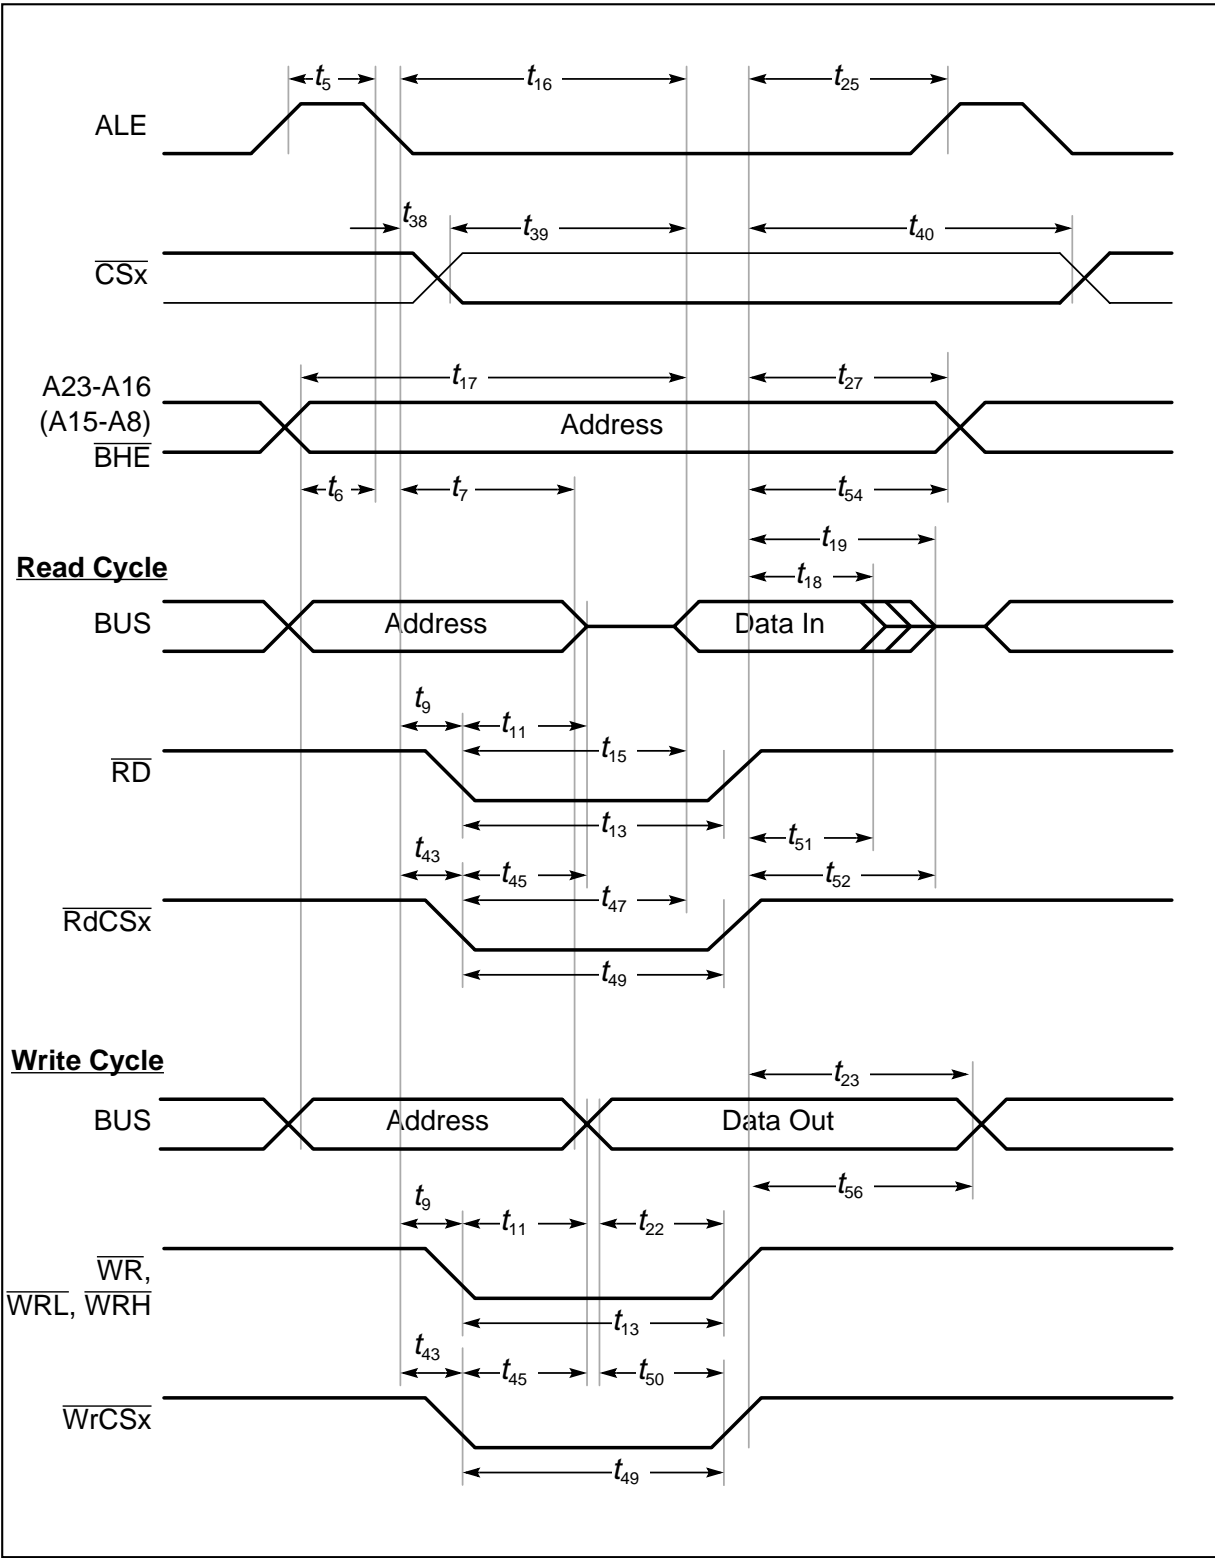 t5 t16 t25
ALE
t38 t39 t40
CSx
t17 t27
A23-A16
(A15-A8)
BHE
Address
t6 t7 t54
t19
Read Cycle
t18
BUS Address Data In
t9 t11
t15
RD
t13 t51
t43 t45 t52
t47
RdCSx
t49
Write Cycle
t23
BUS Address Data Out
t56
t9 t11 t22
WR,
WRL, WRH
t13
t43 t45 t50
WrCSx
t49